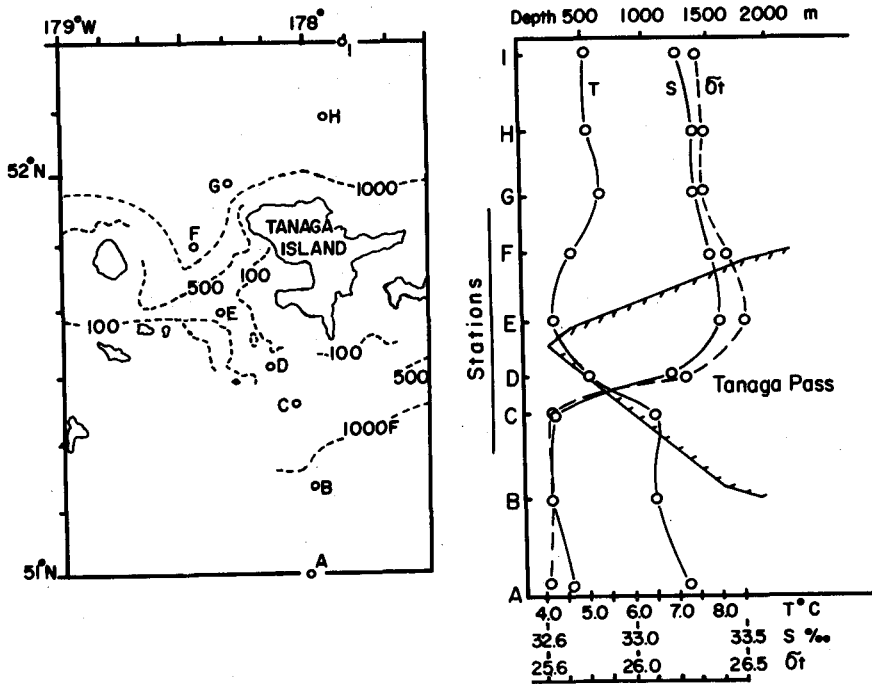 179°W 178°
52°N
51°N
I
H
G
F
E
D
C
B
A
1000
TANAGA
ISLAND
500
100
100
100
500
1000F
Depth 500 1000 1500 2000 m
I
H
G
F
E
D
C
B
A
Stations
T
S
σt
Tanaga Pass
4.0 5.0 6.0 7.0 8.0 T°C
32.6 33.0 33.5 S ‰
25.6 26.0 26.5 σt